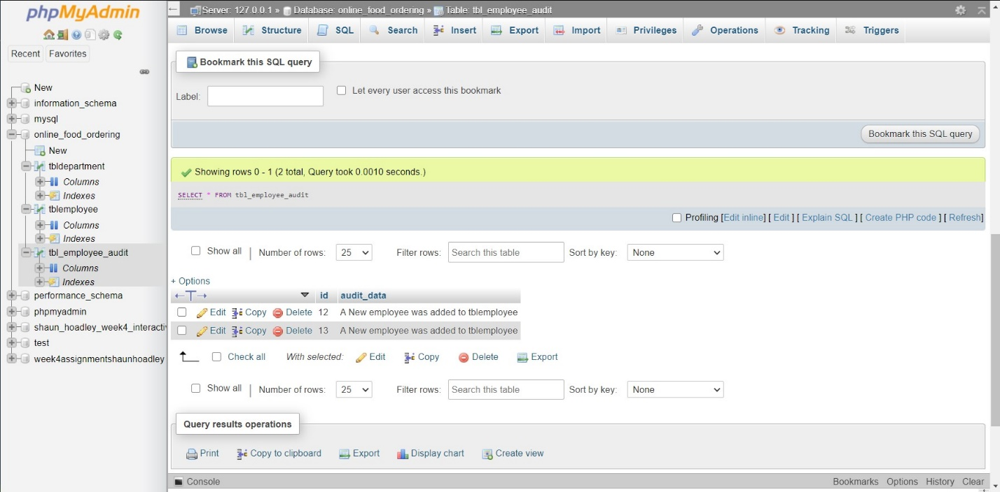 phpMyAdmin
Recent Favorites
New
information_schema
mysql
online_food_ordering
New
tbldepartment
Columns
Indexes
tblemployee
Columns
Indexes
tbl_employee_audit
Columns
Indexes
performance_schema
phpmyadmin
shaun_hoadley_week4_interactiv
test
week4assignmentshaunhoadley
Server: 127.0.0.1 » Database: online_food_ordering » Table: tbl_employee_audit
Browse Structure SQL Search Insert Export Import Privileges Operations Tracking Triggers
Bookmark this SQL query
Label: Let every user access this bookmark
Bookmark this SQL query
Showing rows 0 - 1 (2 total, Query took 0.0010 seconds.)
SELECT * FROM tbl_employee_audit
Profiling [Edit inline] [ Edit ] [ Explain SQL ] [ Create PHP code ] [ Refresh]
Show all | Number of rows: 25 Filter rows: Search this table Sort by key: None
+ Options
←T→ id audit_data
Edit Copy Delete 12 A New employee was added to tblemployee
Edit Copy Delete 13 A New employee was added to tblemployee
Check all With selected: Edit Copy Delete Export
Show all | Number of rows: 25 Filter rows: Search this table Sort by key: None
Query results operations
Print Copy to clipboard Export Display chart Create view
Console Bookmarks Options History Clear